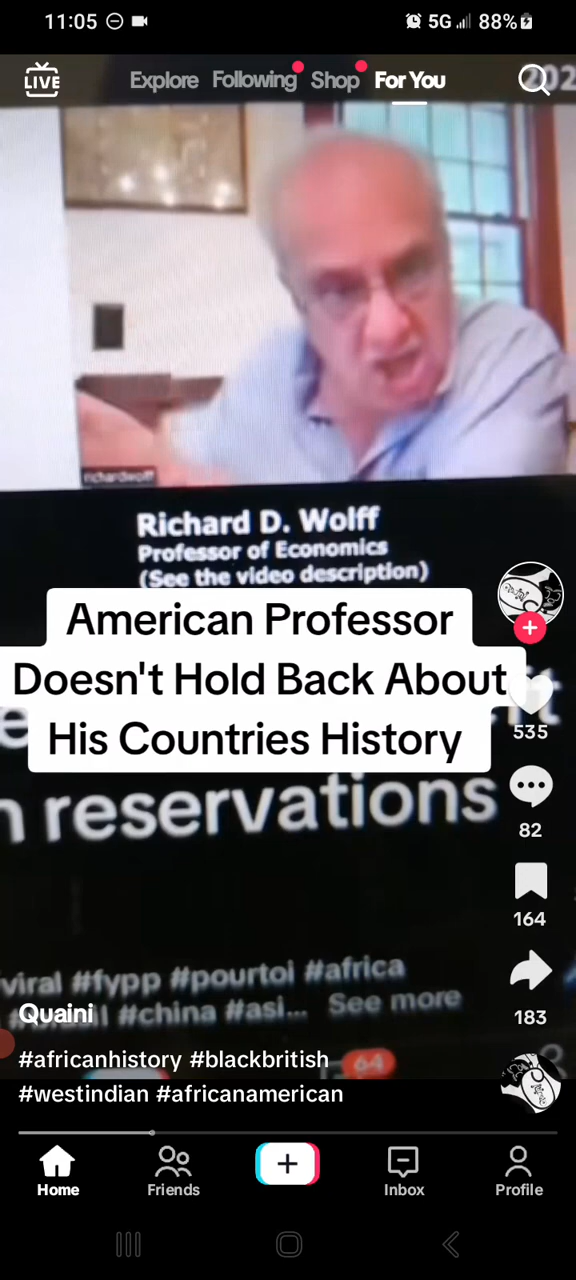 11:05
5G 88%
LIVE
Explore Following Shop For You
202
richardwolff
Richard D. Wolff
Professor of Economics
(See the video description)
American Professor
Doesn't Hold Back About
His Countries History
535
reservations
82
164
viral #fypp #pourtoi #africa
#china #asi... See more
183
Quaini
#africanhistory #blackbritish
64
#westindian #africanamerican
Home
Friends
Inbox
Profile